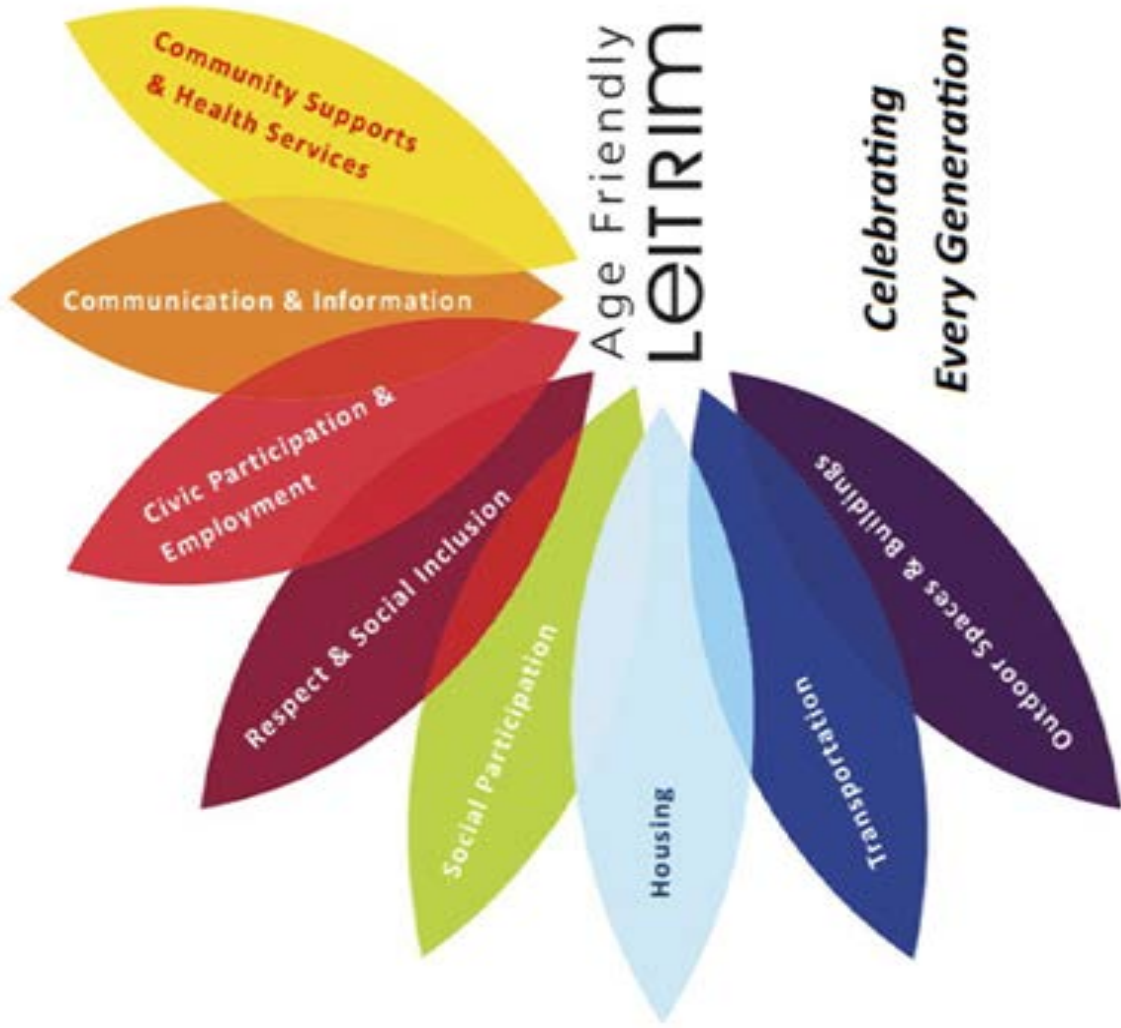 Outdoor Spaces & Buildings
Transportation
Housing
Social Participation
Respect & Social Inclusion
Civic Participation &
Employment
Communication & Information
Community Supports
& Health Services
Age Friendly
LeITRIm
Celebrating
Every Generation